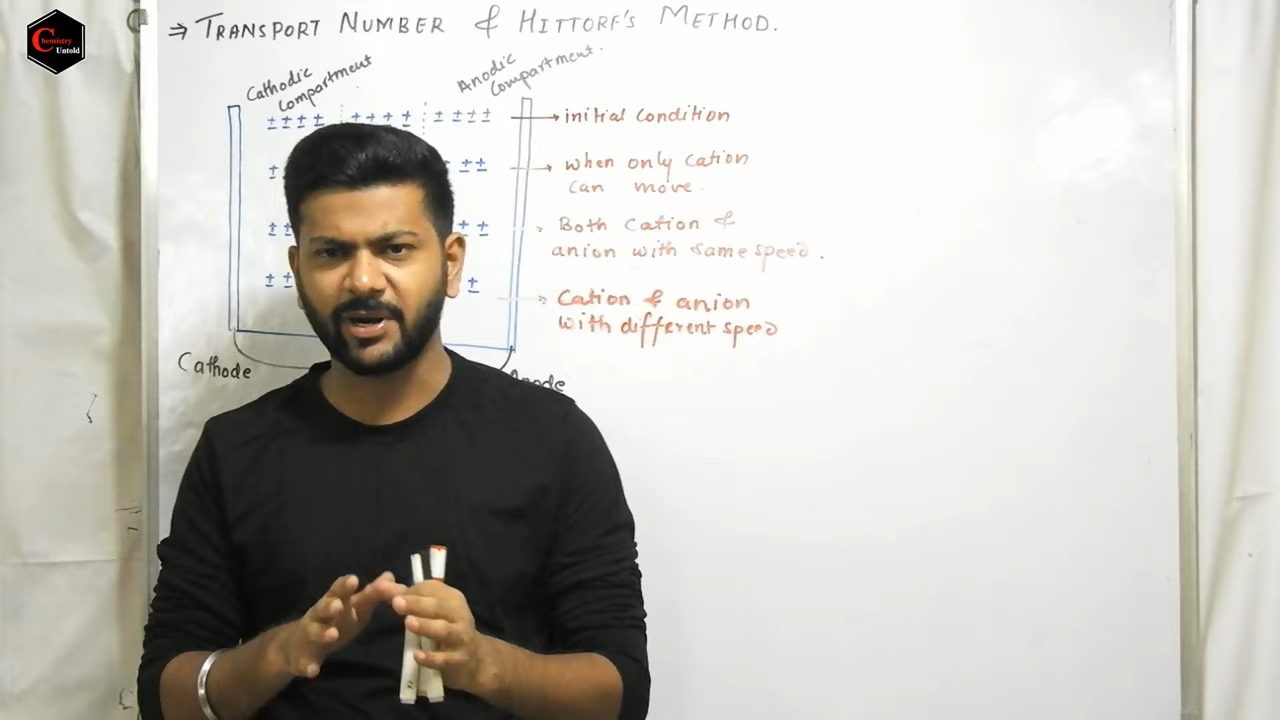 Chemistry
Untold
⇒ TRANSPORT NUMBER & HITTORF'S METHOD.
Cathodic
Compartment
Anodic
Compartment.
± ± ± ± ± ± ± ± ± ± ± ± → initial condition
± ± ± → when only cation
can move.
± ± ± ± Both Cation &
anion with same speed.
± ± ± Cation & anion
with different speed
Cathode